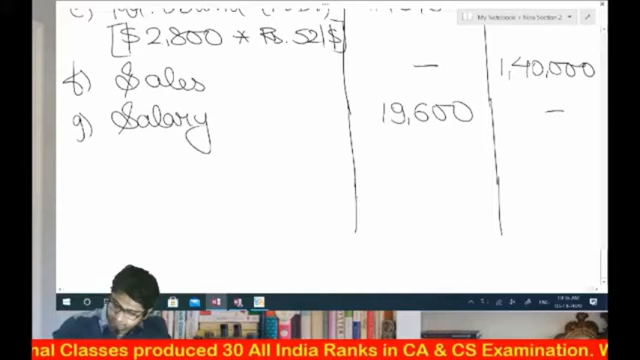 My Notebook » New Section 2
[$ 2,800 * Rs. 52/$]
f) Sales — 1,40,000
g) Salary 19,600 —
ENG
nal Classes produced 30 All India Ranks in CA & CS Examination. W